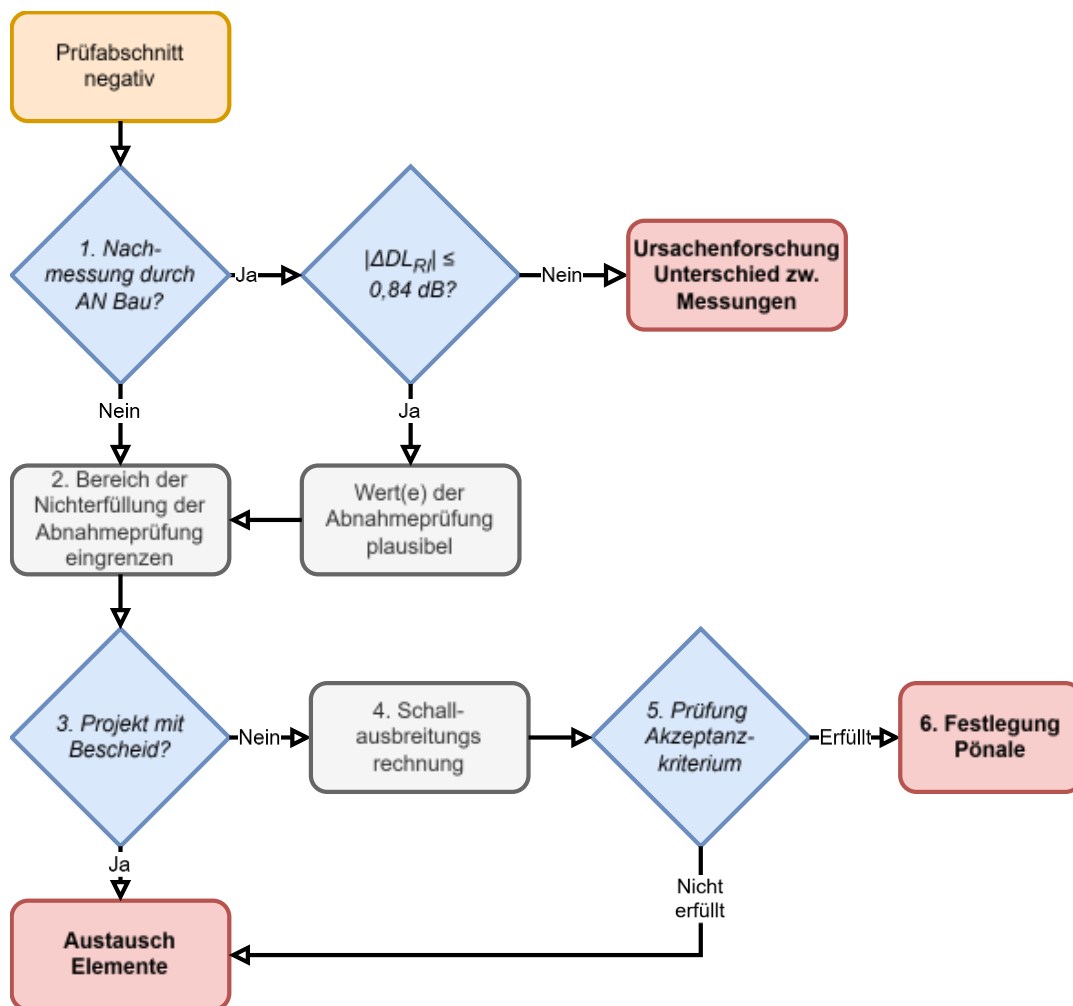 Prüfabschnitt
negativ
1. Nach-
messung durch
AN Bau?
Ja
|ΔDL_RI| ≤
0,84 dB?
Nein
Ursachenforschung
Unterschied zw.
Messungen
Nein
Ja
2. Bereich der
Nichterfüllung der
Abnahmeprüfung
eingrenzen
Wert(e) der
Abnahmeprüfung
plausibel
3. Projekt mit
Bescheid?
Nein
4. Schall-
ausbreitungs
rechnung
5. Prüfung
Akzeptanz-
kriterium
Erfüllt
6. Festlegung
Pönale
Ja
Nicht
erfüllt
Austausch
Elemente